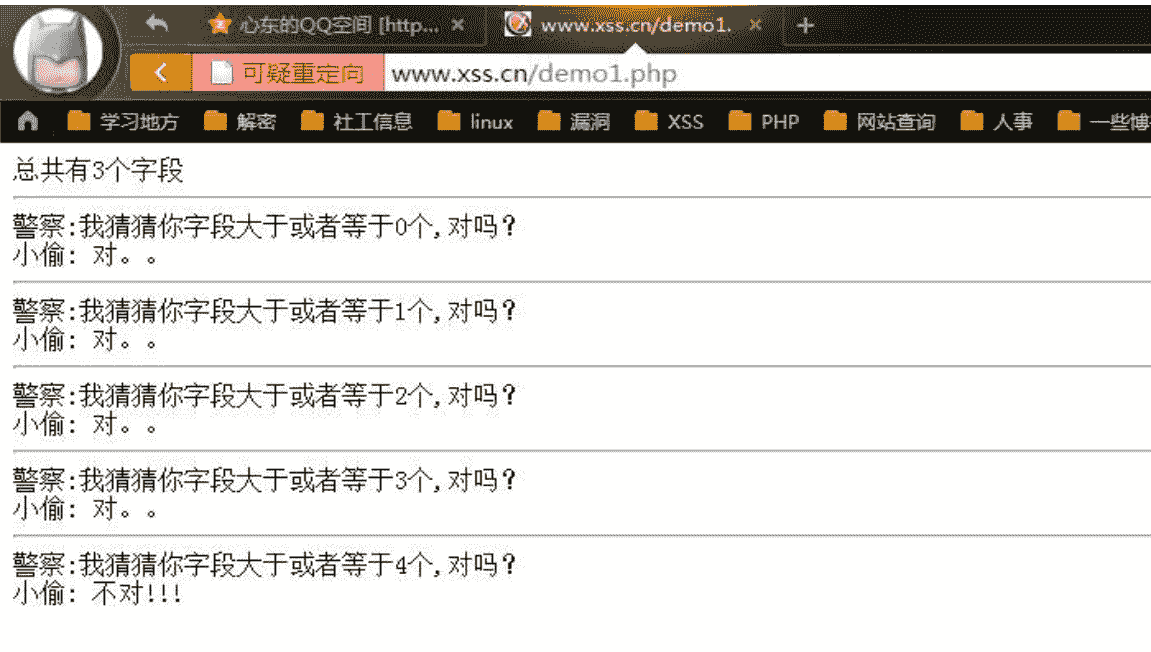 心东的QQ空间 [http... ×
www.xss.cn/demo1. × +
可疑重定向 www.xss.cn/demo1.php
学习地方 解密 社工信息 linux 漏洞 XSS PHP 网站查询 人事 一些博
总共有3个字段
警察:我猜猜你字段大于或者等于0个,对吗?
小偷: 对。。
警察:我猜猜你字段大于或者等于1个,对吗?
小偷: 对。。
警察:我猜猜你字段大于或者等于2个,对吗?
小偷: 对。。
警察:我猜猜你字段大于或者等于3个,对吗?
小偷: 对。。
警察:我猜猜你字段大于或者等于4个,对吗?
小偷: 不对!!!